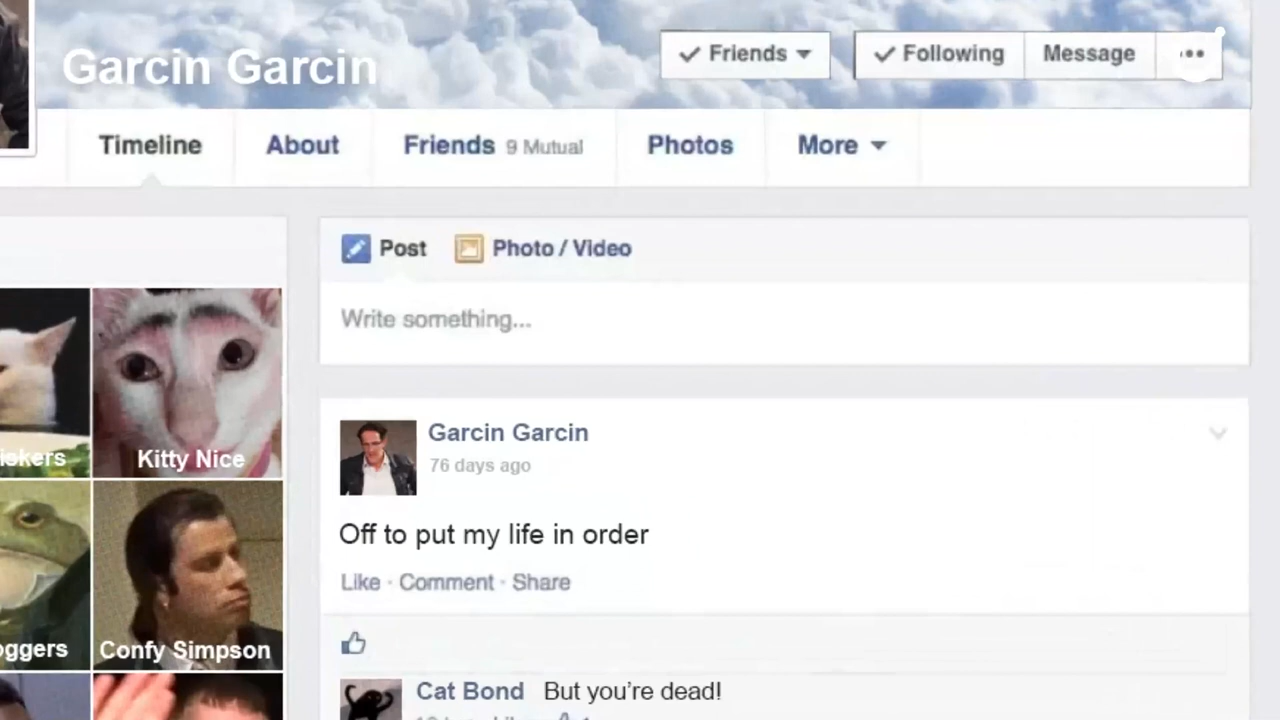 Garcin Garcin
Friends
Following
Message
Timeline
About
Friends 9 Mutual
Photos
More
Post
Photo / Video
Write something...
iskers
Kitty Nice
oggers
Confy Simpson
Garcin Garcin
76 days ago
Off to put my life in order
Like · Comment · Share
Cat Bond But you’re dead!